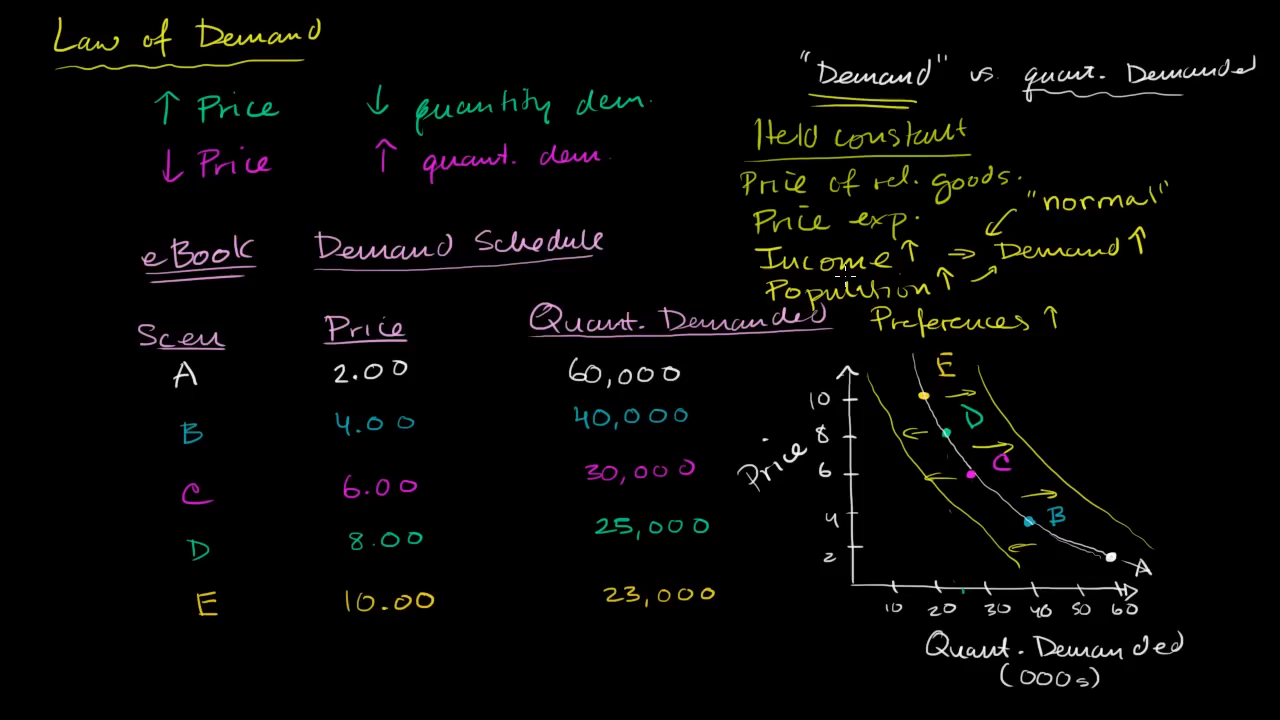 Law of Demand
↑ Price ↓ quantity dem.
↓ Price ↑ quant. dem.
eBook Demand Schedule
Scen Price Quant. Demanded
A 2.00 60,000
B 4.00 40,000
C 6.00 30,000
D 8.00 25,000
E 10.00 23,000
"Demand" vs quant. Demanded
Held constant
Price of rel. goods.
Price exp.
"normal"
Income ↑ ⇒ Demand ↑
Population ↑
Preferences ↑
E
10
D
8
C
6
Price
B
4
2
A
10 20 30 40 50 60
Quant. Demanded
(000s)